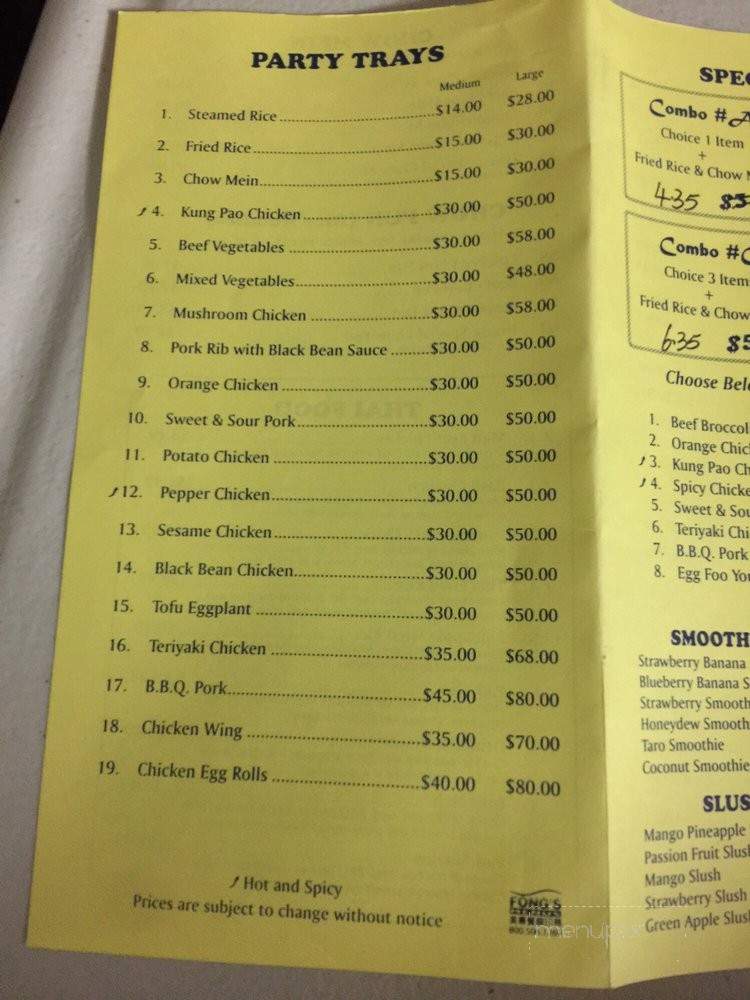 PARTY TRAYS
Medium Large
1. Steamed Rice $14.00 $28.00
2. Fried Rice $15.00 $30.00
3. Chow Mein $15.00 $30.00
4. Kung Pao Chicken $30.00 $50.00
5. Beef Vegetables $30.00 $58.00
6. Mixed Vegetables $30.00 $48.00
7. Mushroom Chicken $30.00 $58.00
8. Pork Rib with Black Bean Sauce $30.00 $50.00
9. Orange Chicken $30.00 $50.00
10. Sweet & Sour Pork $30.00 $50.00
11. Potato Chicken $30.00 $50.00
12. Pepper Chicken $30.00 $50.00
13. Sesame Chicken $30.00 $50.00
14. Black Bean Chicken $30.00 $50.00
15. Tofu Eggplant $30.00 $50.00
16. Teriyaki Chicken $35.00 $68.00
17. B.B.Q. Pork $45.00 $80.00
18. Chicken Wing $35.00 $70.00
19. Chicken Egg Rolls $40.00 $80.00
Hot and Spicy
Prices are subject to change without notice
FONG'S
menupix
SPE
Combo #A
Choice 1 Item
+
Fried Rice & Chow
4.35
Combo #
Choice 3 Item
+
Fried Rice & Chow
6.35
Choose Bel
1. Beef Broccol
2. Orange Chic
3. Kung Pao Ch
4. Spicy Chicke
5. Sweet & Sou
6. Teriyaki Chi
7. B.B.Q. Pork
8. Egg Foo You
SMOOTH
Strawberry Banana
Blueberry Banana S
Strawberry Smooth
Honeydew Smooth
Taro Smoothie
Coconut Smoothie
SLUS
Mango Pineapple
Passion Fruit Slus
Mango Slush
Strawberry Slush
Green Apple Slus